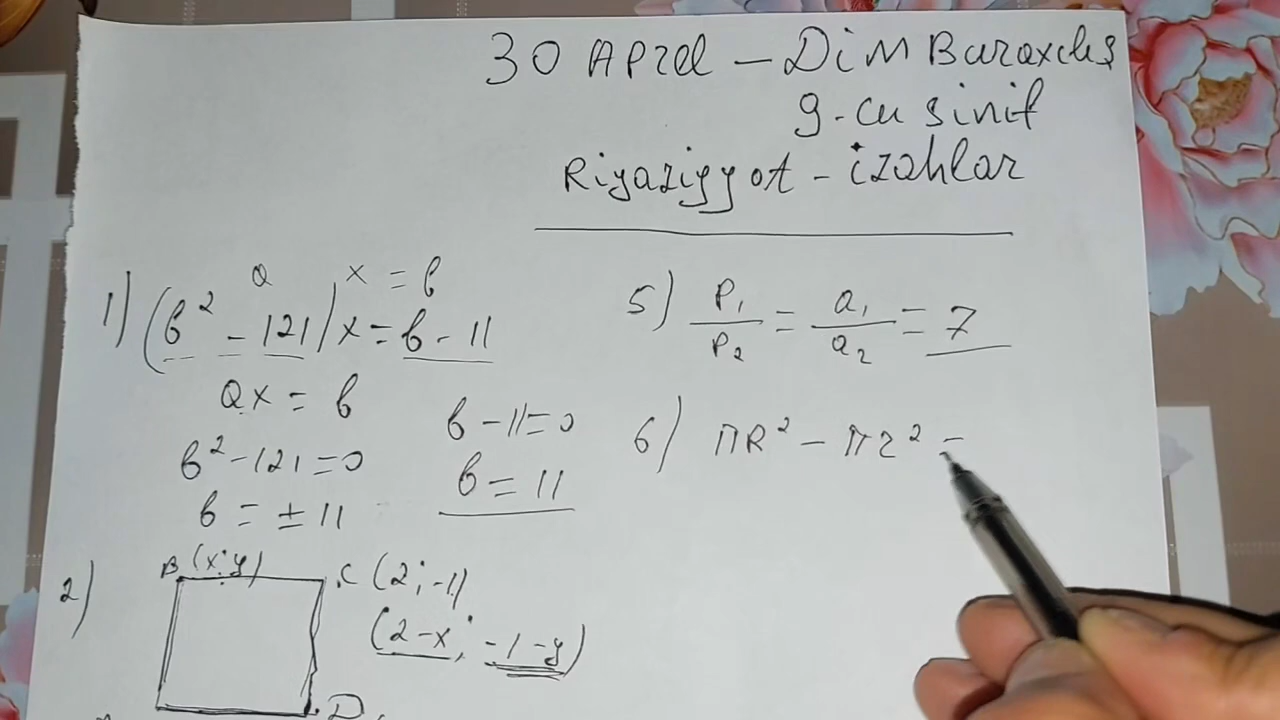 30 Aprel - Dim Buraxılış
9-cu sinif
Riyaziyyat - izahlar
1) a x = b
(b² - 121) x = b - 11
ax = b
b² - 121 = 0
b = ± 11
b - 11 = 0
b = 11
2) B (x; y) C (2; -1)
(2-x; -1-y)
D
5) P₁/P₂ = a₁/a₂ = 7
6) πR² - πr² =